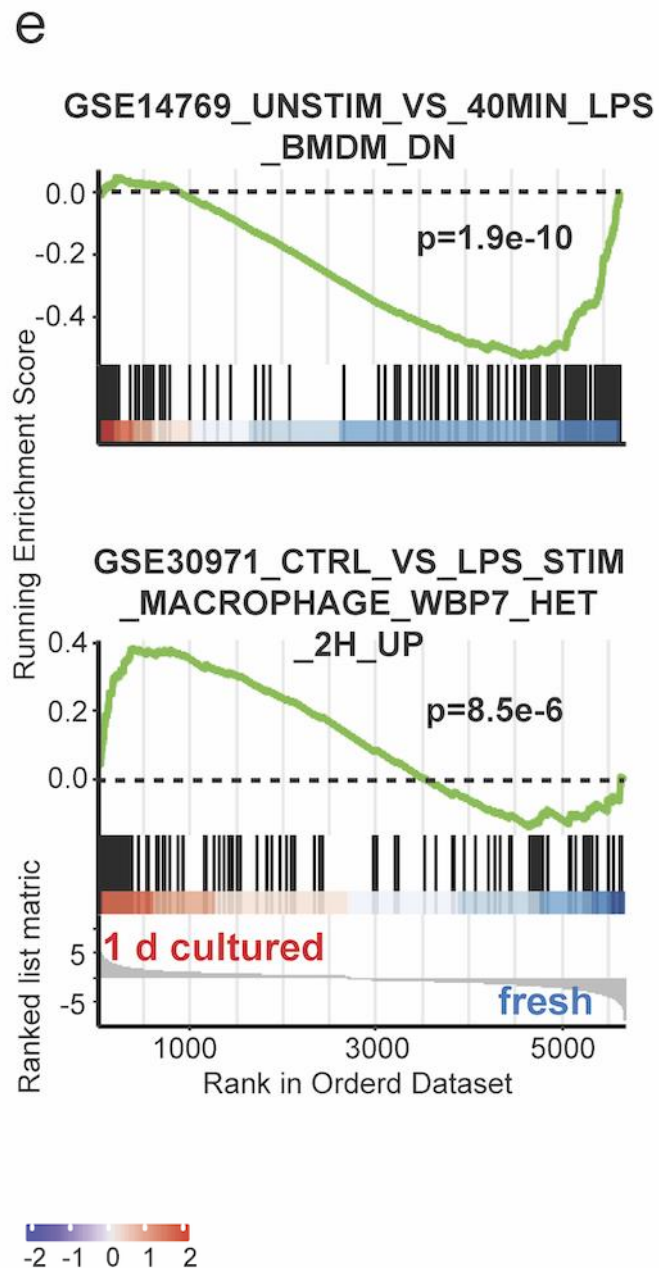 e
GSE14769_UNSTIM_VS_40MIN_LPS
_BMDM_DN
0.0
-0.2
-0.4
p=1.9e-10
Running Enrichment Score
GSE30971_CTRL_VS_LPS_STIM
_MACROPHAGE_WBP7_HET
_2H_UP
0.4
0.2
0.0
p=8.5e-6
Ranked list matric
5
-5
1 d cultured
fresh
1000 3000 5000
Rank in Orderd Dataset
-2 -1 0 1 2